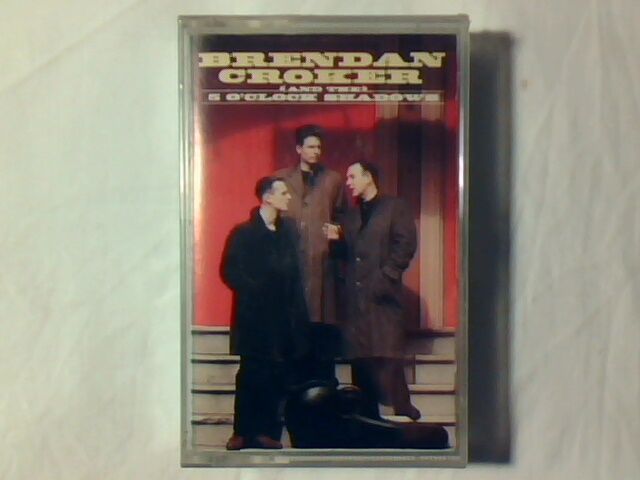 BRENDAN
CROKER
(AND THE)
5 O'CLOCK SHADOWS